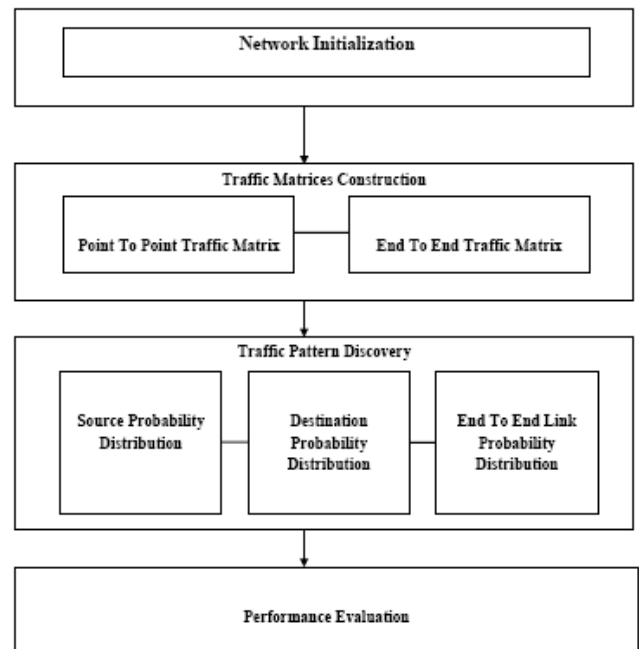 Network Initialization
Traffic Matrices Construction
Point To Point Traffic Matrix
End To End Traffic Matrix
Traffic Pattern Discovery
Source Probability
Distribution
Destination
Probability
Distribution
End To End Link
Probability
Distribution
Performance Evaluation